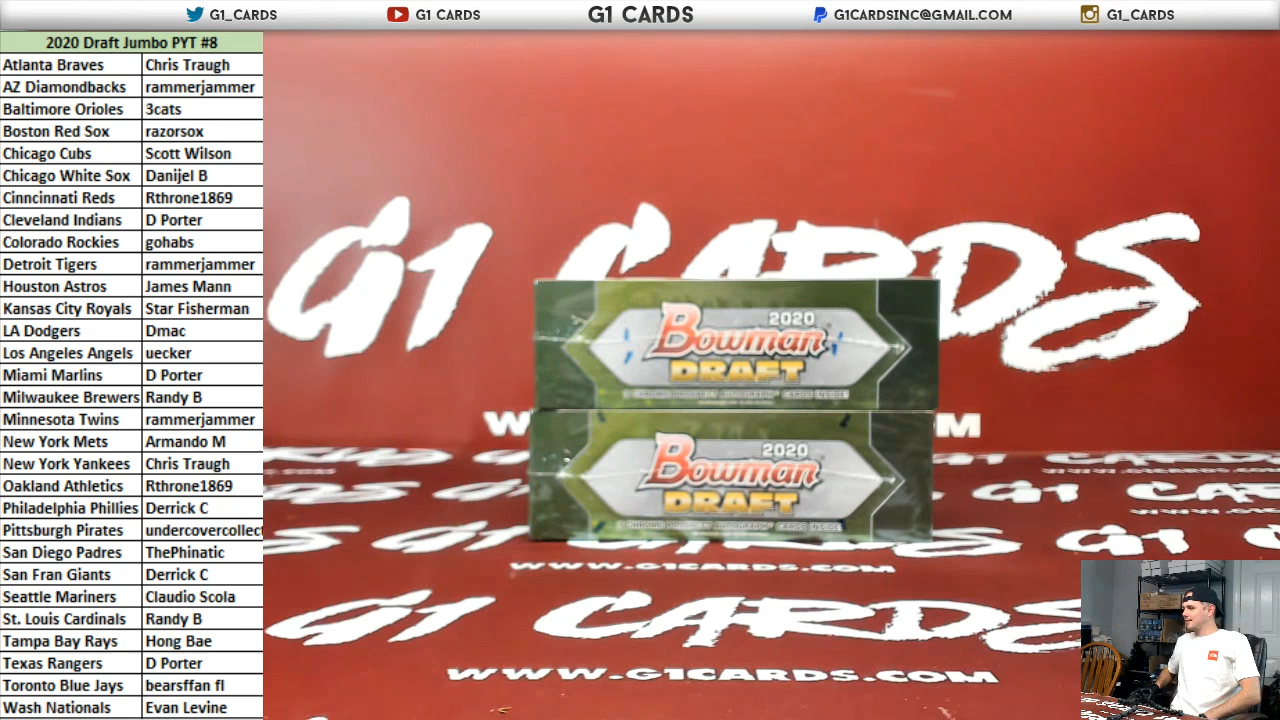 G1_CARDS
G1 CARDS
G1 CARDS
G1CARDSINC@GMAIL.COM
G1_CARDS
2020 Draft Jumbo PYT #8
Atlanta Braves Chris Traugh
AZ Diamondbacks rammerjammer
Baltimore Orioles 3cats
Boston Red Sox razorsox
Chicago Cubs Scott Wilson
Chicago White Sox Danijel B
Cinncinnati Reds Rthrone1869
Cleveland Indians D Porter
Colorado Rockies gohabs
Detroit Tigers rammerjammer
Houston Astros James Mann
Kansas City Royals Star Fisherman
LA Dodgers Dmac
Los Angeles Angels uecker
Miami Marlins D Porter
Milwaukee Brewers Randy B
Minnesota Twins rammerjammer
New York Mets Armando M
New York Yankees Chris Traugh
Oakland Athletics Rthrone1869
Philadelphia Phillies Derrick C
Pittsburgh Pirates undercovercollect
San Diego Padres ThePhinatic
San Fran Giants Derrick C
Seattle Mariners Claudio Scola
St. Louis Cardinals Randy B
Tampa Bay Rays Hong Bae
Texas Rangers D Porter
Toronto Blue Jays bearsffan fl
Wash Nationals Evan Levine
G1 CARDS
2020
Bowman
DRAFT
2020
Bowman
DRAFT
G1 CARDS
WWW.G1CARDS.COM
G1 CARDS
WWW.G1CARDS.COM